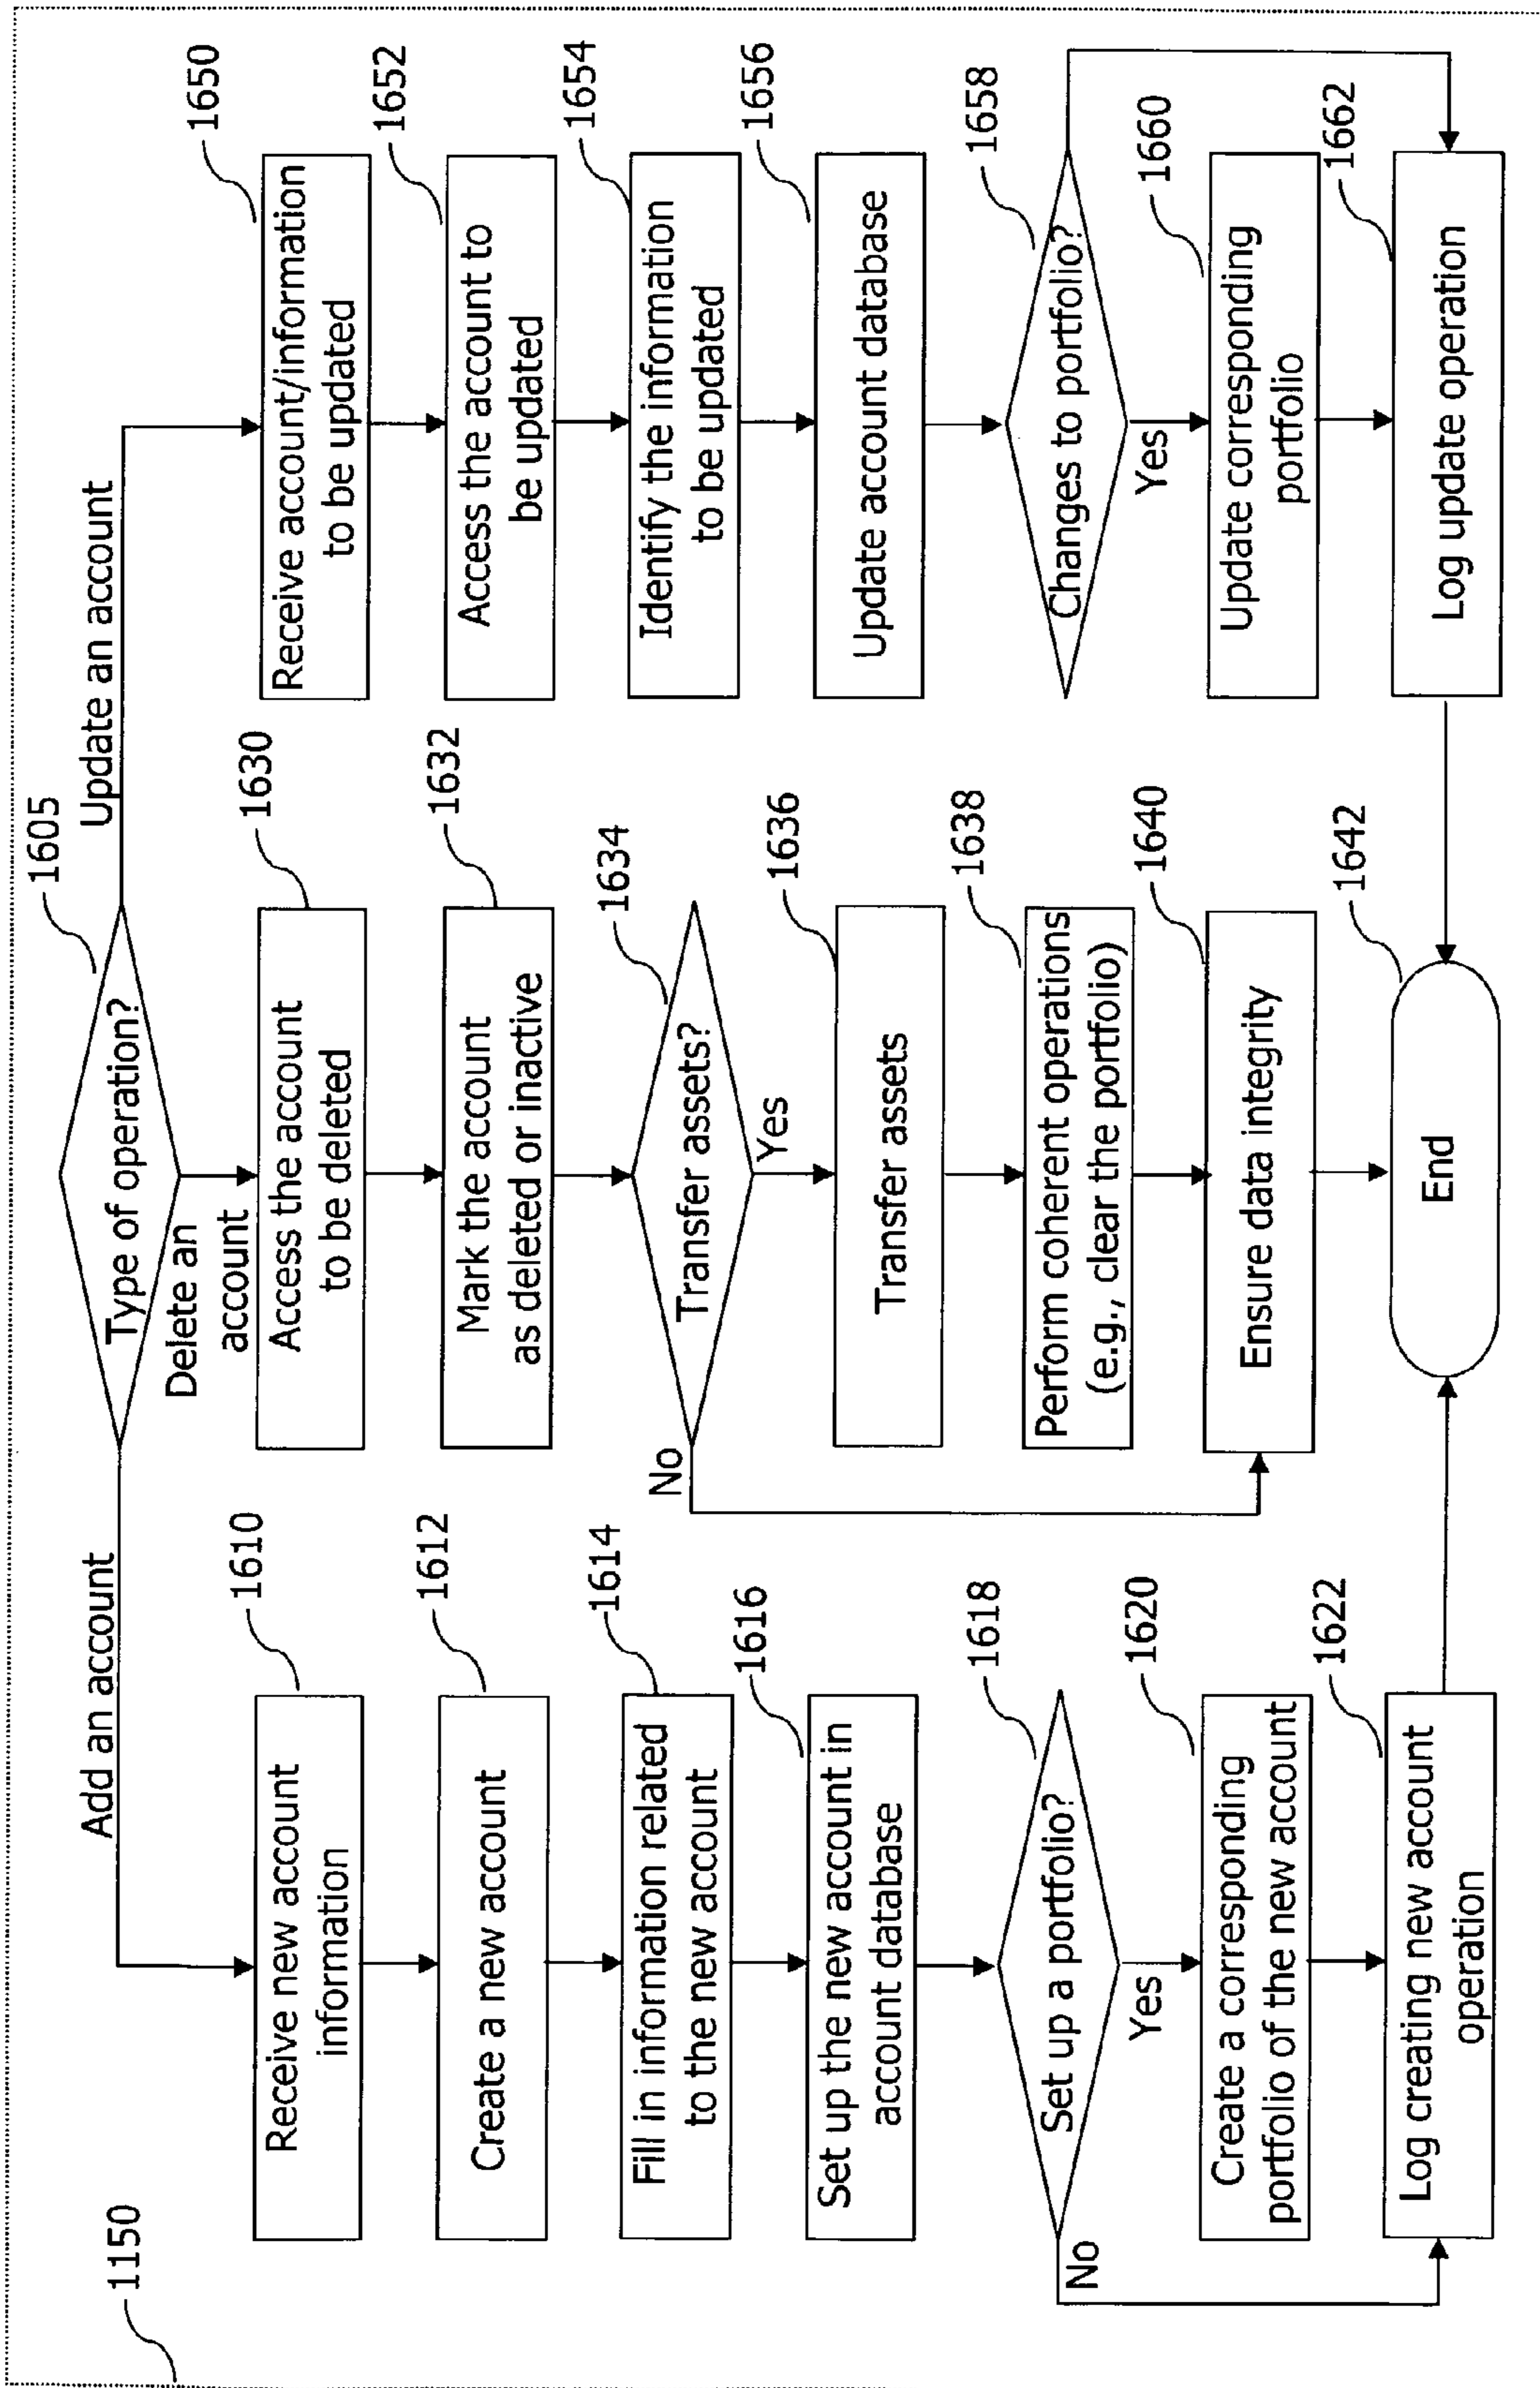 1150
1605
Type of operation?
Add an account
Delete an
account
Update an account
1610
Receive new account
information
1612
Create a new account
1614
Fill in information related
to the new account
1616
Set up the new account in
account database
1618
Set up a portfolio?
No
Yes
1620
Create a corresponding
portfolio of the new account
1622
Log creating new account
operation
1630
Access the account
to be deleted
1632
Mark the account
as deleted or inactive
1634
Transfer assets?
No
Yes
1636
Transfer assets
1638
Perform coherent operations
(e.g., clear the portfolio)
1640
Ensure data integrity
1642
End
1650
Receive account/information
to be updated
1652
Access the account to
be updated
1654
Identify the information
to be updated
1656
Update account database
1658
Changes to portfolio?
Yes
1660
Update corresponding
portfolio
1662
Log update operation